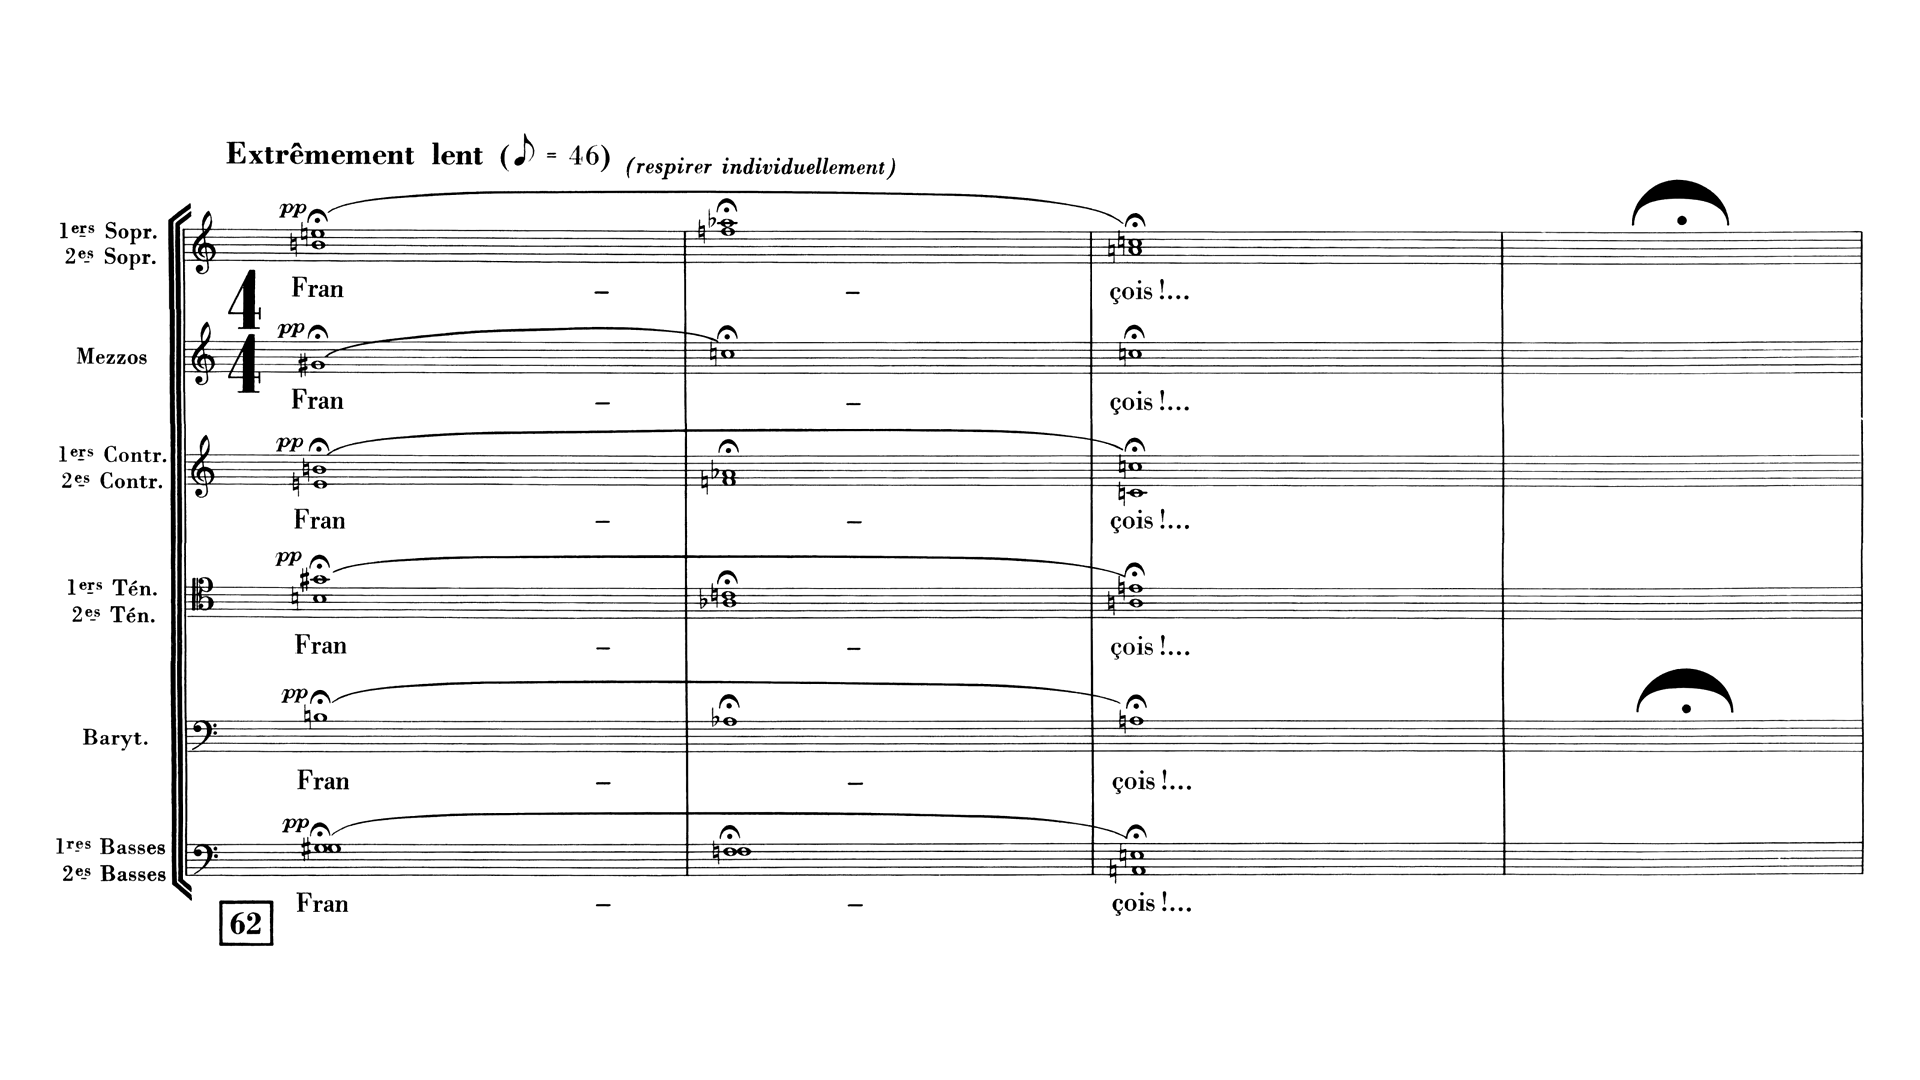 Extrêmement lent (♪ = 46) (respirer individuellement)
1ers Sopr.
2es Sopr.
pp
Fran – – çois !...
4
4
Mezzos
pp
Fran – – çois !...
1ers Contr.
2es Contr.
pp
Fran – – çois !...
1ers Tén.
2es Tén.
pp
Fran – – çois !...
Baryt.
pp
Fran – – çois !...
1res Basses
2es Basses
pp
Fran – – çois !...
62